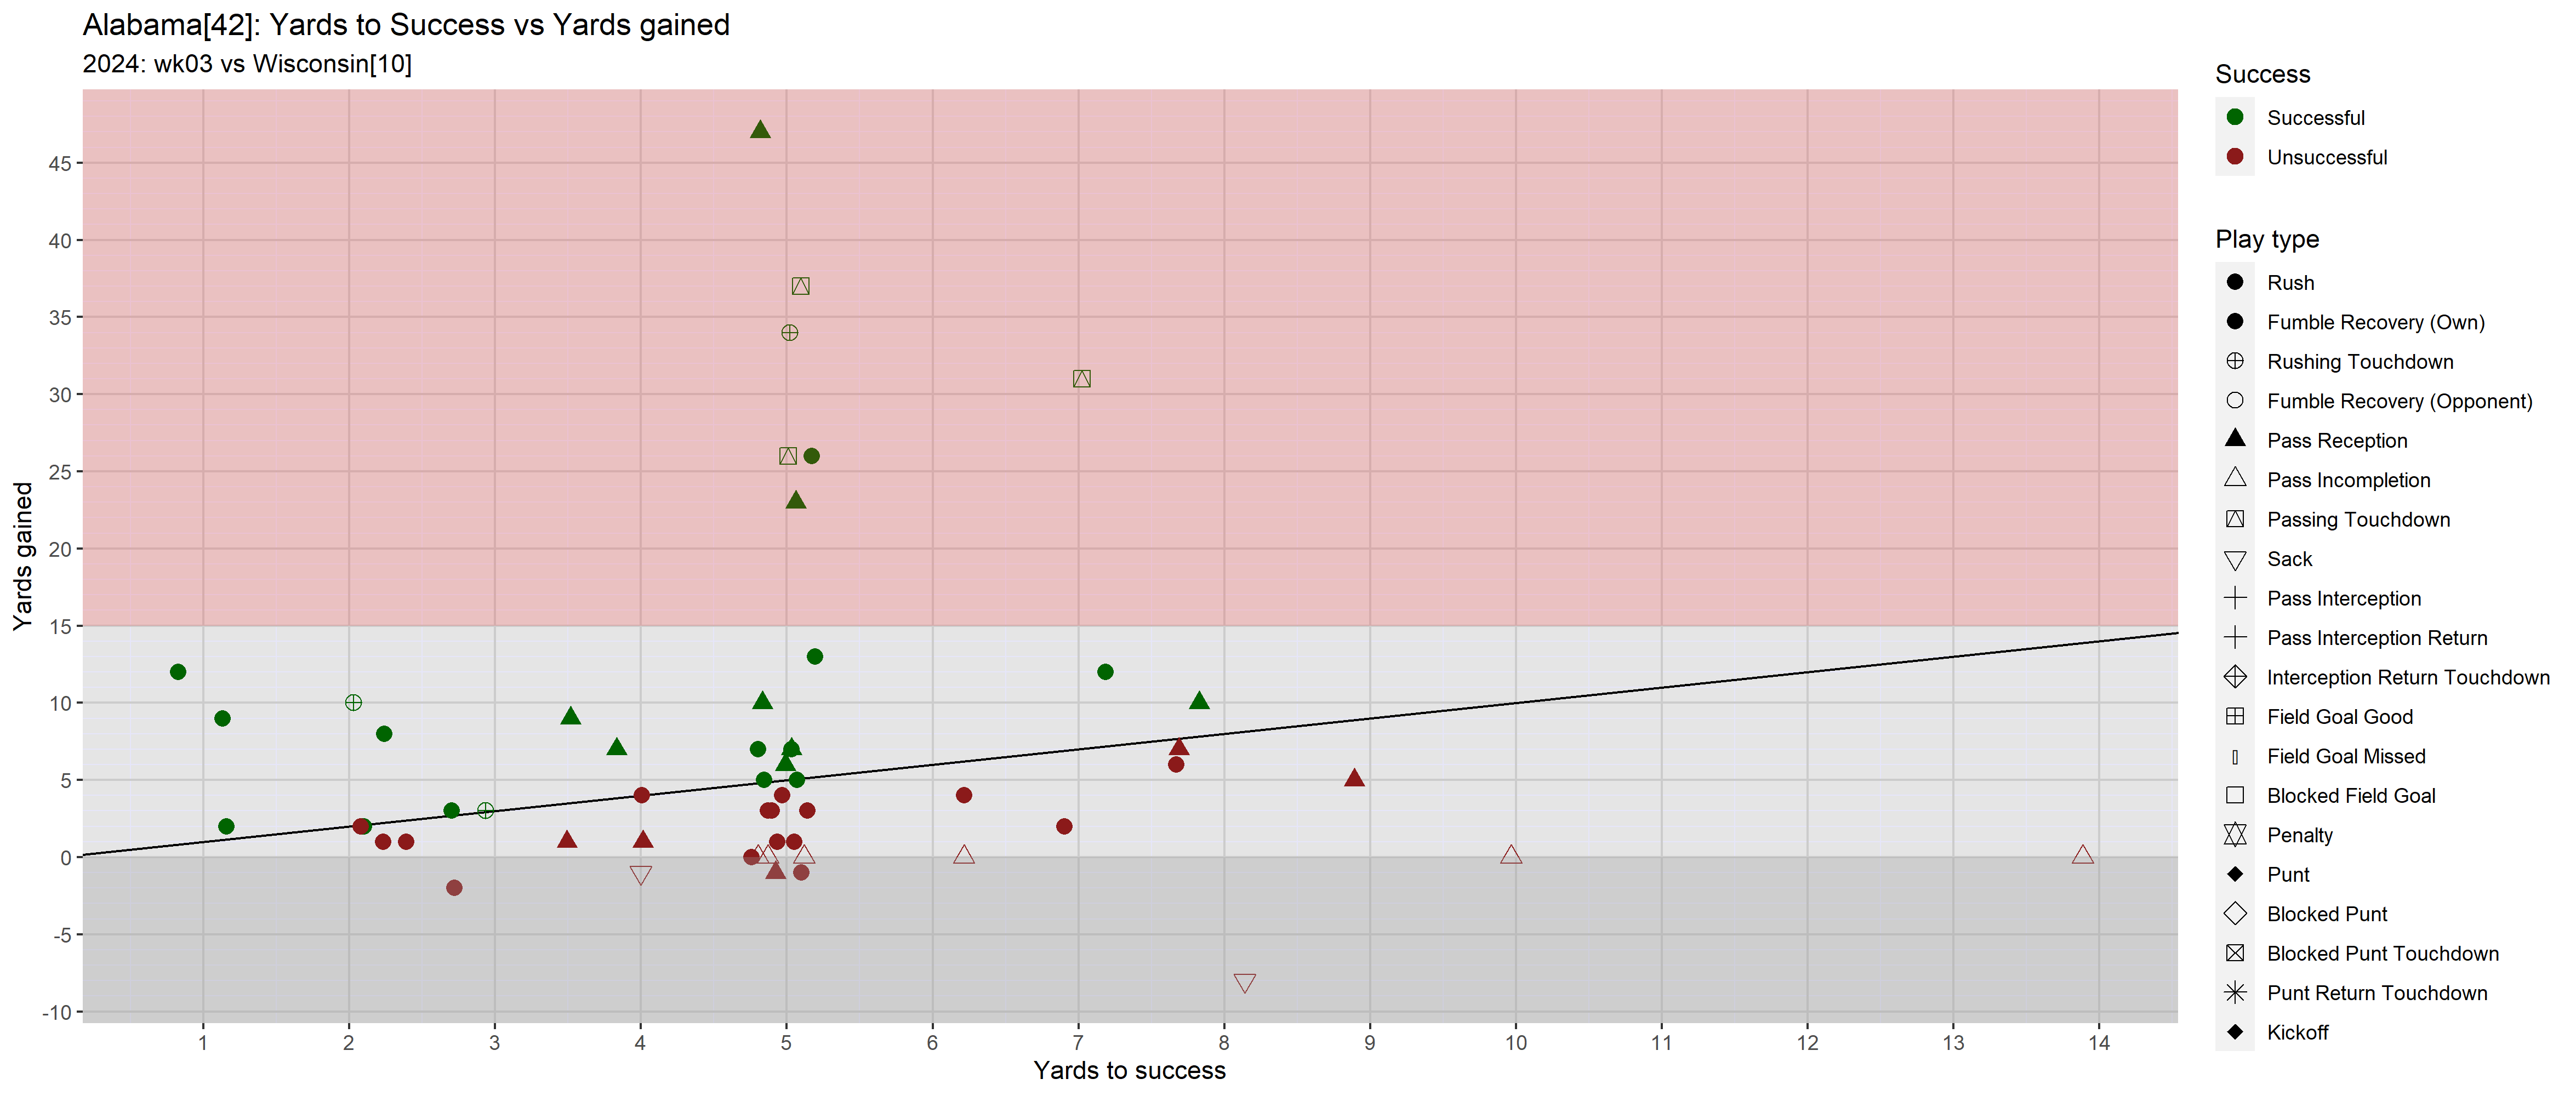 Alabama[42]: Yards to Success vs Yards gained
2024: wk03 vs Wisconsin[10]
Yards gained
45
40
35
30
25
20
15
10
5
0
-5
-10
1 2 3 4 5 6 7 8 9 10 11 12 13 14
Yards to success
Success
Successful
Unsuccessful
Play type
Rush
Fumble Recovery (Own)
Rushing Touchdown
Fumble Recovery (Opponent)
Pass Reception
Pass Incompletion
Passing Touchdown
Sack
Pass Interception
Pass Interception Return
Interception Return Touchdown
Field Goal Good
Field Goal Missed
Blocked Field Goal
Penalty
Punt
Blocked Punt
Blocked Punt Touchdown
Punt Return Touchdown
Kickoff